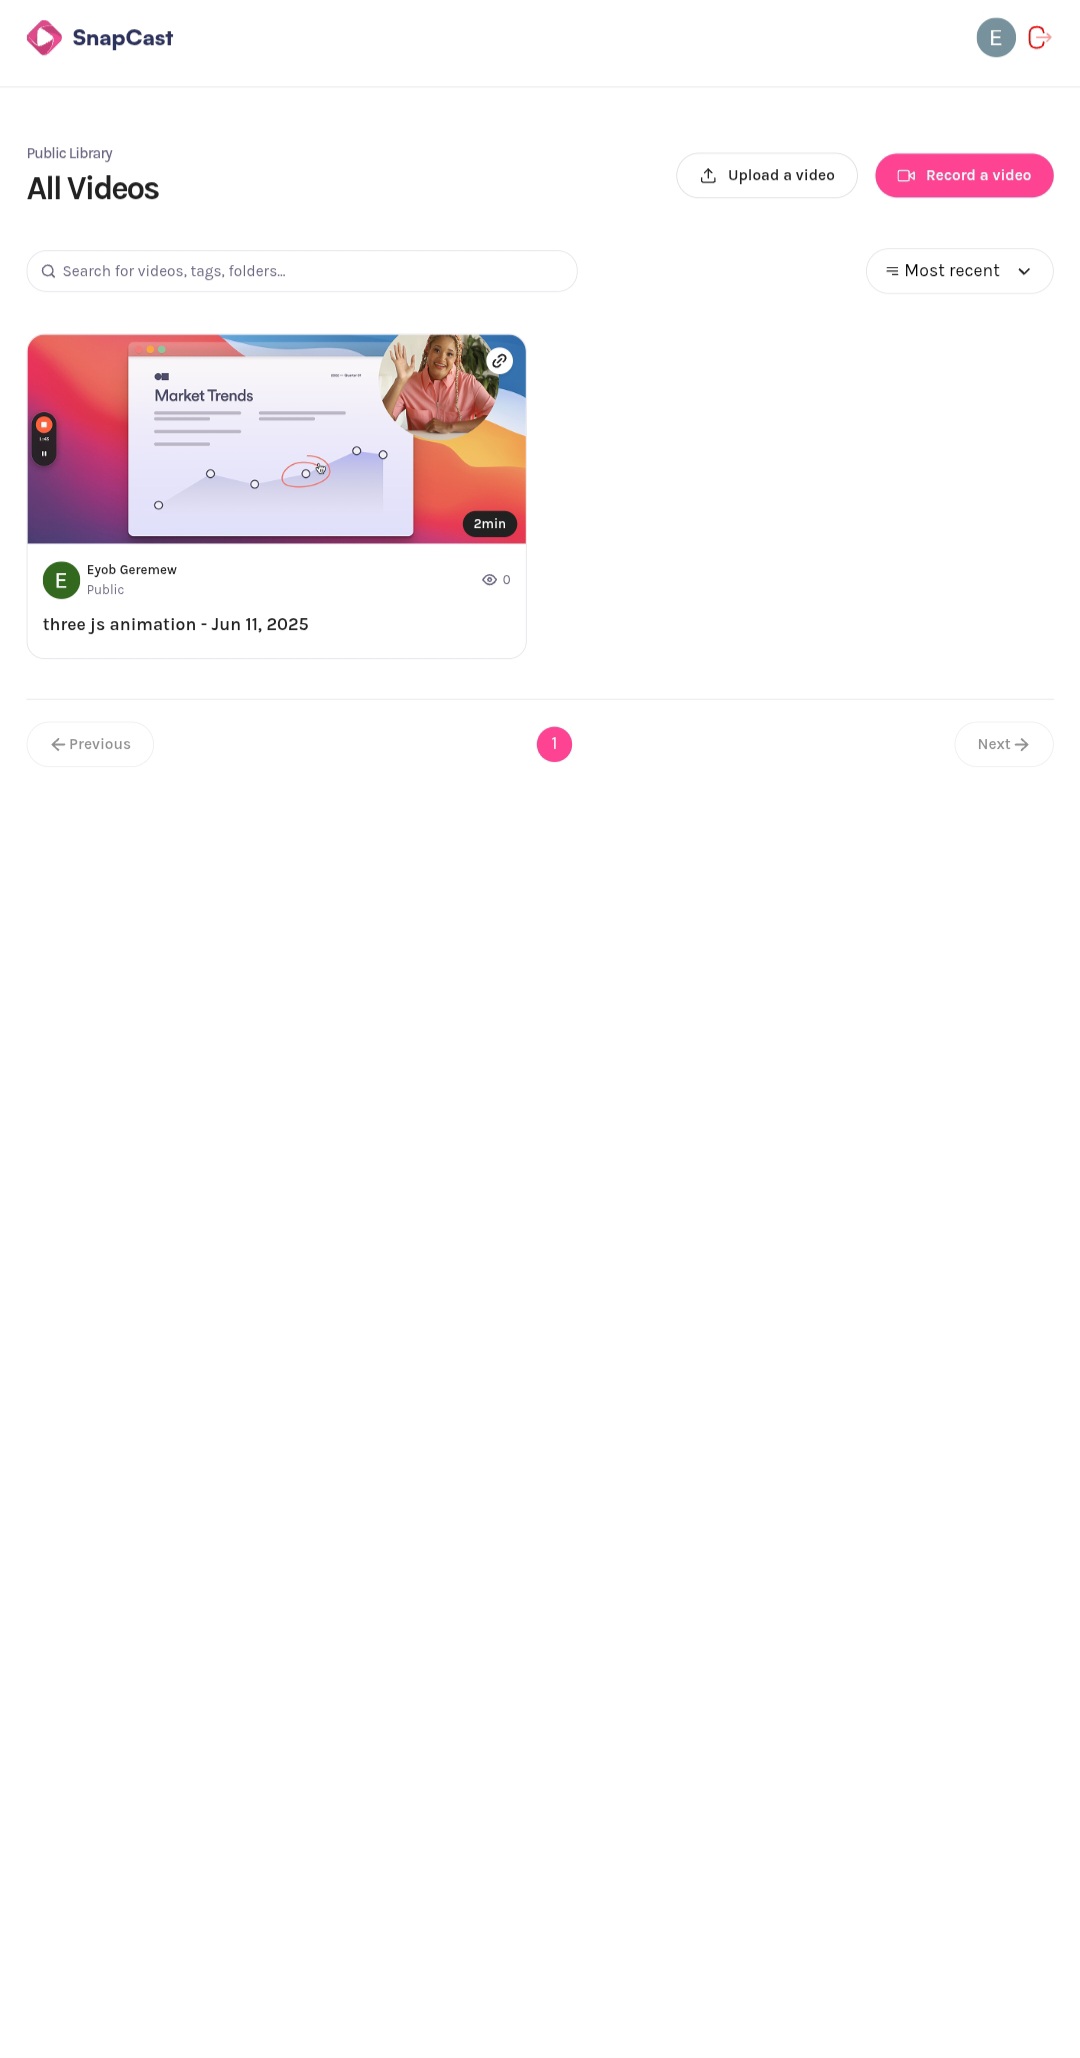 SnapCast
E
Public Library
All Videos
Upload a video
Record a video
Search for videos, tags, folders...
Most recent
Market Trends
2min
E
Eyob Geremew
Public
0
three js animation - Jun 11, 2025
Previous
1
Next